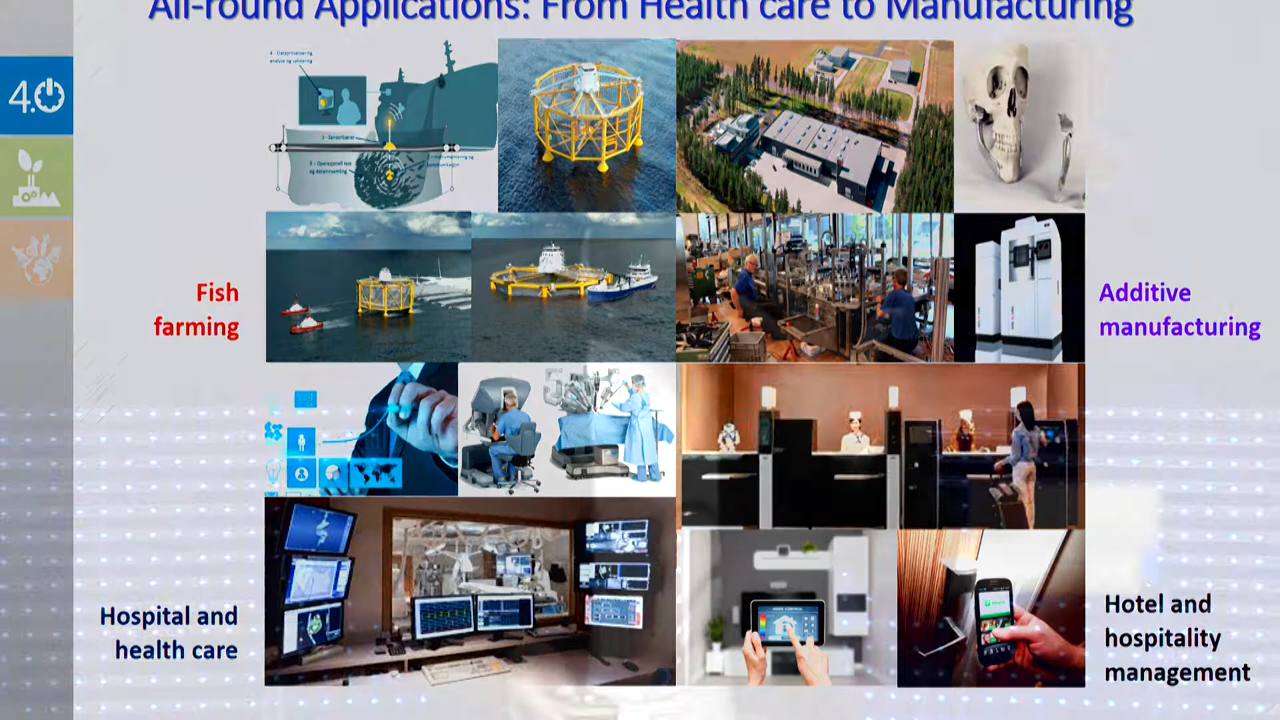 All-round Applications: From Health care to Manufacturing
4.0
Fish
farming
Additive
manufacturing
Hospital and
health care
Hotel and
hospitality
management